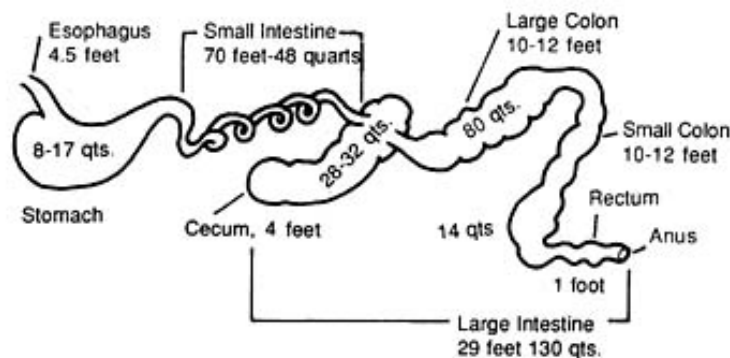 Esophagus
4.5 feet
Small Intestine
70 feet-48 quarts
Large Colon
10-12 feet
8-17 qts.
Stomach
28-32 qts.
Cecum, 4 feet
80 qts.
Small Colon
10-12 feet
14 qts
Rectum
Anus
1 foot
Large Intestine
29 feet 130 qts.